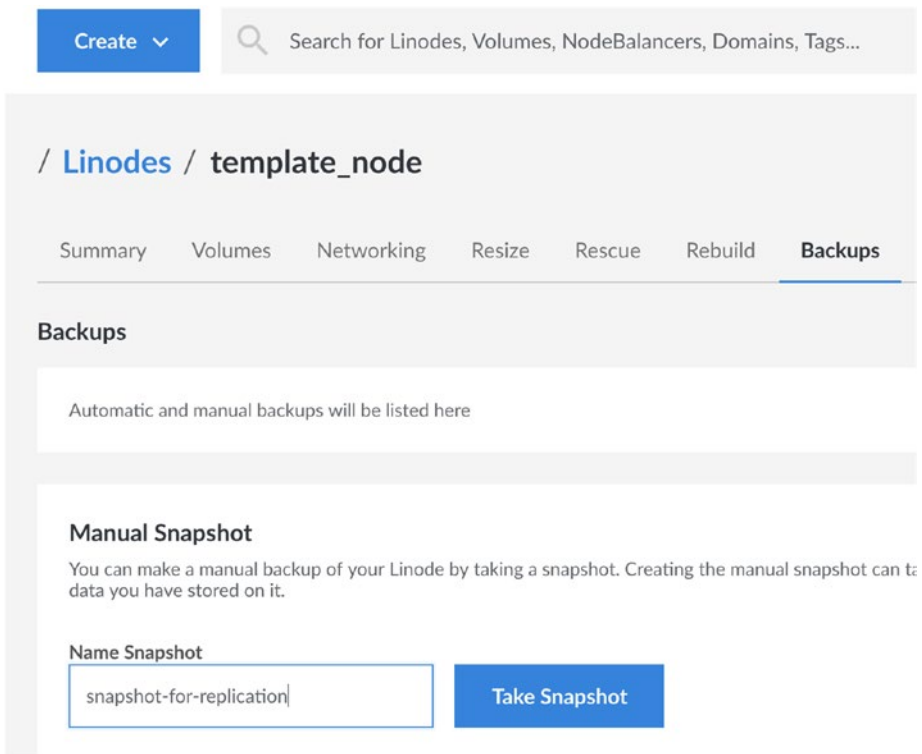 Create
Search for Linodes, Volumes, NodeBalancers, Domains, Tags...
/ Linodes / template_node
Summary Volumes Networking Resize Rescue Rebuild Backups
Backups
Automatic and manual backups will be listed here
Manual Snapshot
You can make a manual backup of your Linode by taking a snapshot. Creating the manual snapshot can
data you have stored on it.
Name Snapshot
snapshot-for-replication
Take Snapshot